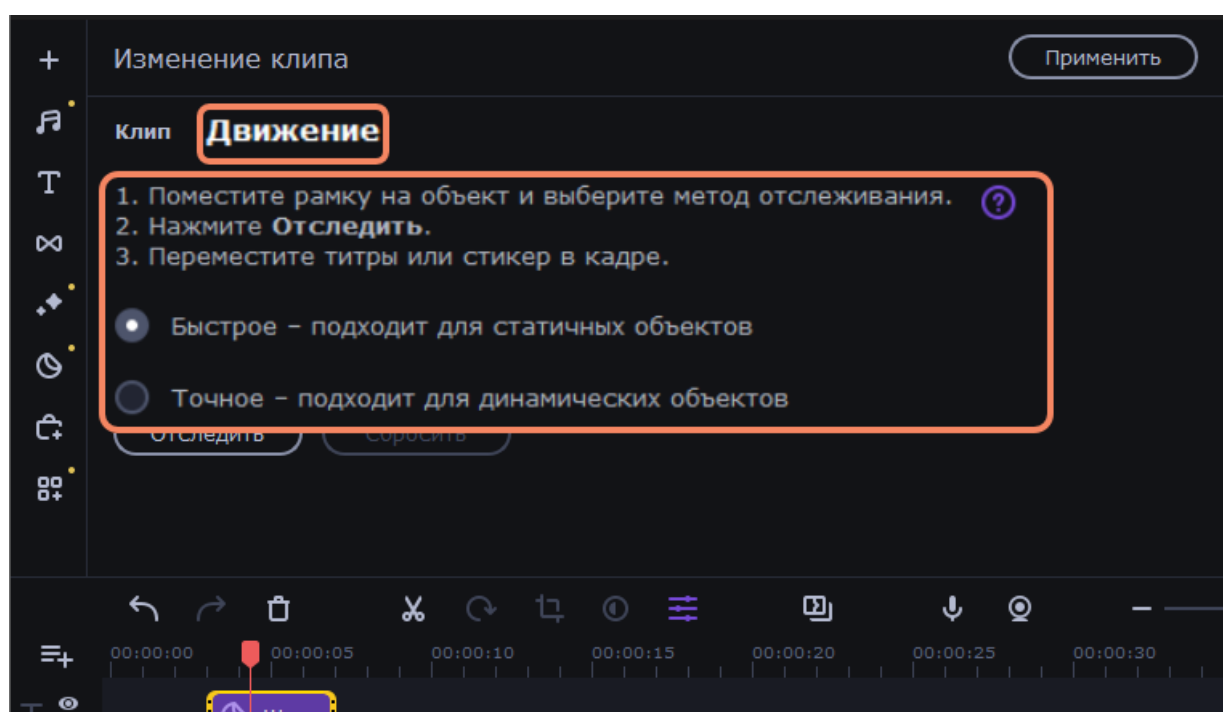 Изменение клипа
Применить
Клип Движение
1. Поместите рамку на объект и выберите метод отслеживания.
2. Нажмите Отследить.
3. Переместите титры или стикер в кадре.
Быстрое – подходит для статичных объектов
Точное – подходит для динамических объектов
Отследить Сбросить
00:00:00 00:00:05 00:00:10 00:00:15 00:00:20 00:00:25 00:00:30
...